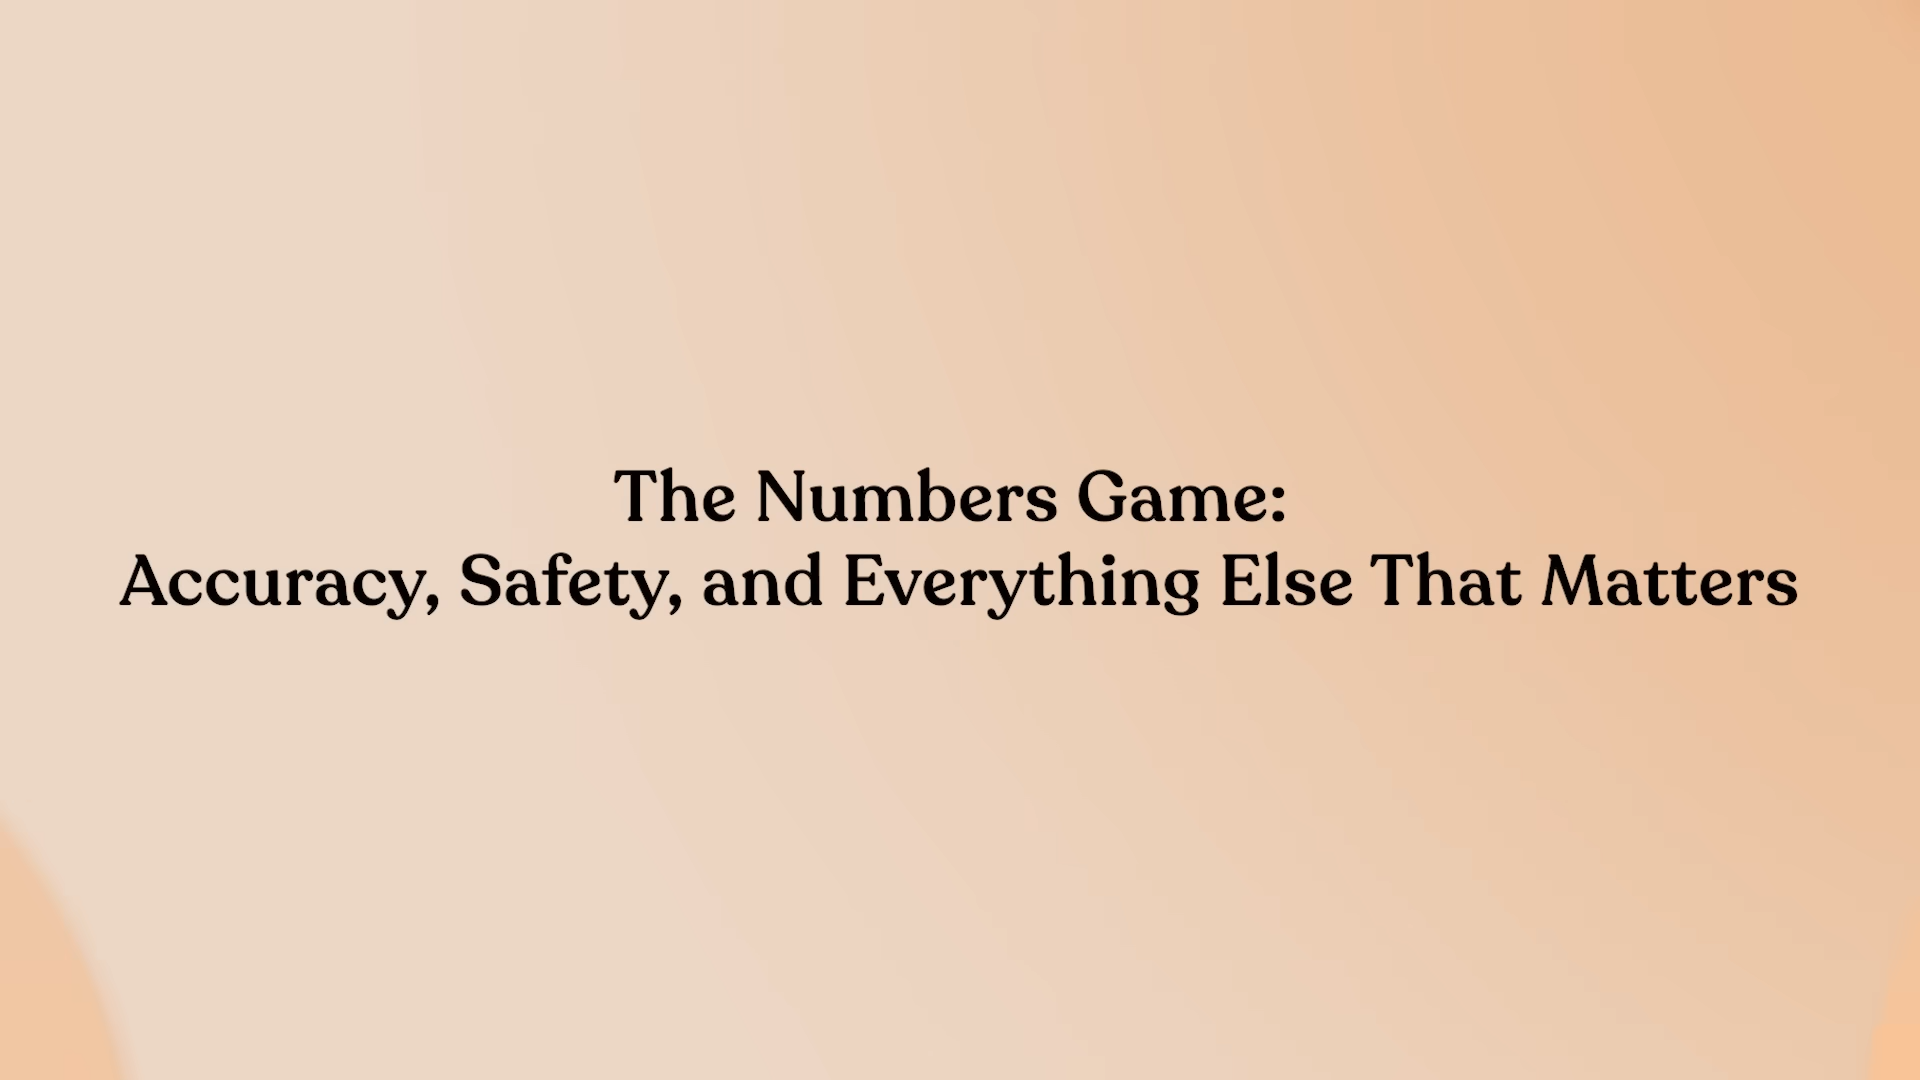 The Numbers Game:
Accuracy, Safety, and Everything Else That Matters